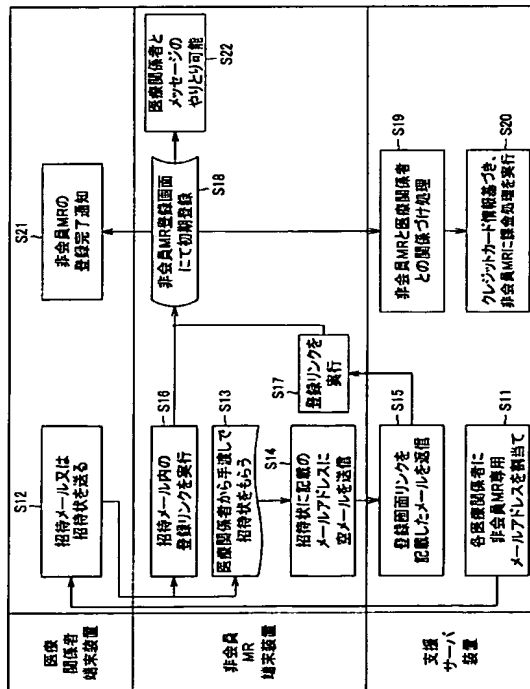 医療
関係者
端末装置
S12
招待メール又は
招待状を送る
S21
非会員MRの
登録完了通知
非会員
MR
端末装置
S16
招待メール内の
登録リンクを実行
S13
医療関係者から手渡しで
招待状をもらう
S14
招待状に記載の
メールアドレスに
空メールを送信
S17
登録リンクを
実行
S18
非会員MR登録画面
にて初期登録
S22
医療関係者と
メッセージの
やりとり可能
支援
サーバ
装置
S15
登録画面リンクを
記載したメールを返信
S11
各医療関係者に
非会員MR専用
メールアドレスを割当て
S19
非会員MRと医療関係者
との関係づけ処理
S20
クレジットカード情報基づき、
非会員MRに課金処理を実行